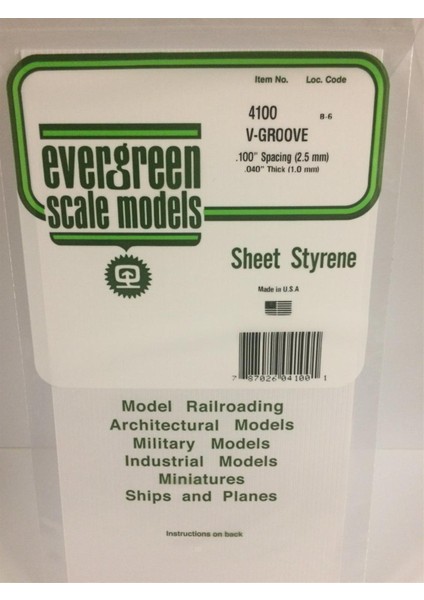 Item No. Loc. Code
4100 B-6
V-GROOVE
.100" Spacing (2.5 mm)
.040" Thick (1.0 mm)
evergreen
scale models
Sheet Styrene
Made in U.S.A
7 87026 04100 1
Model Railroading
Architectural Models
Military Models
Industrial Models
Miniatures
Ships and Planes
Instructions on back